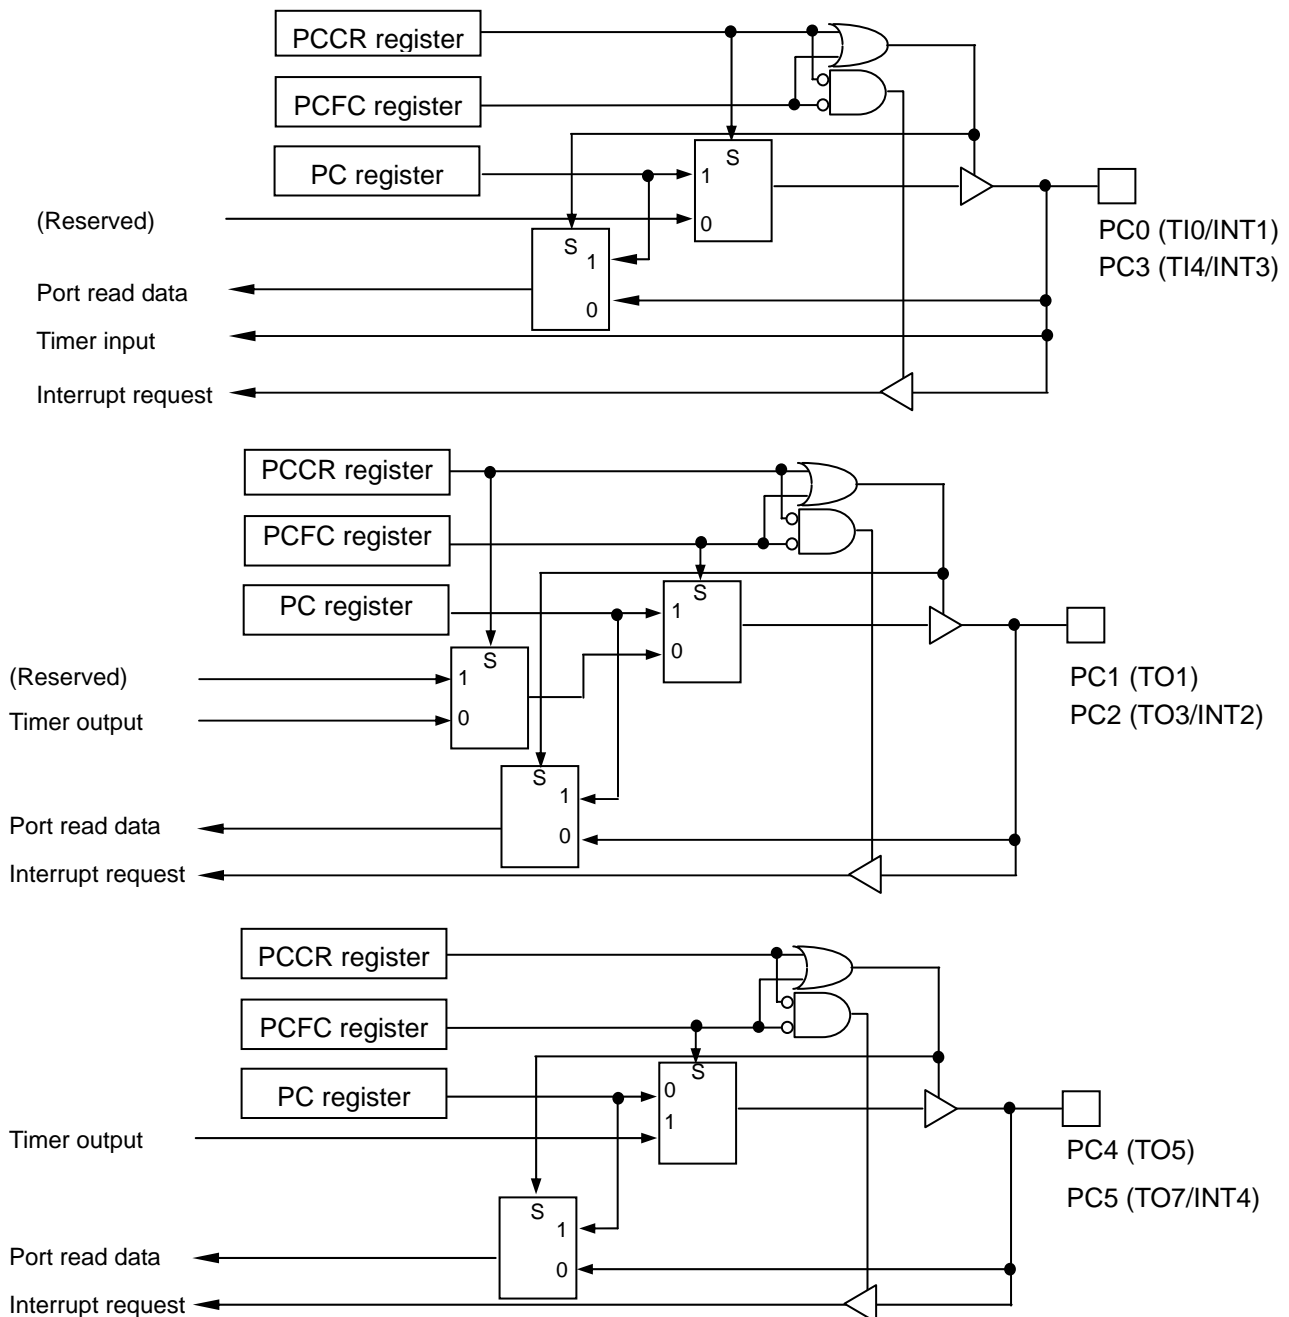 PCCR register
PCFC register
S
PC register
1
(Reserved)
0
PC0 (TI0/INT1)
S
1
PC3 (TI4/INT3)
Port read data
0
Timer input
Interrupt request
PCCR register
PCFC register
S
PC register
1
0
S
(Reserved)
1
PC1 (TO1)
Timer output
0
PC2 (TO3/INT2)
S
1
Port read data
0
Interrupt request
PCCR register
PCFC register
S
PC register
0
1
Timer output
PC4 (TO5)
PC5 (TO7/INT4)
S
1
Port read data
0
Interrupt request